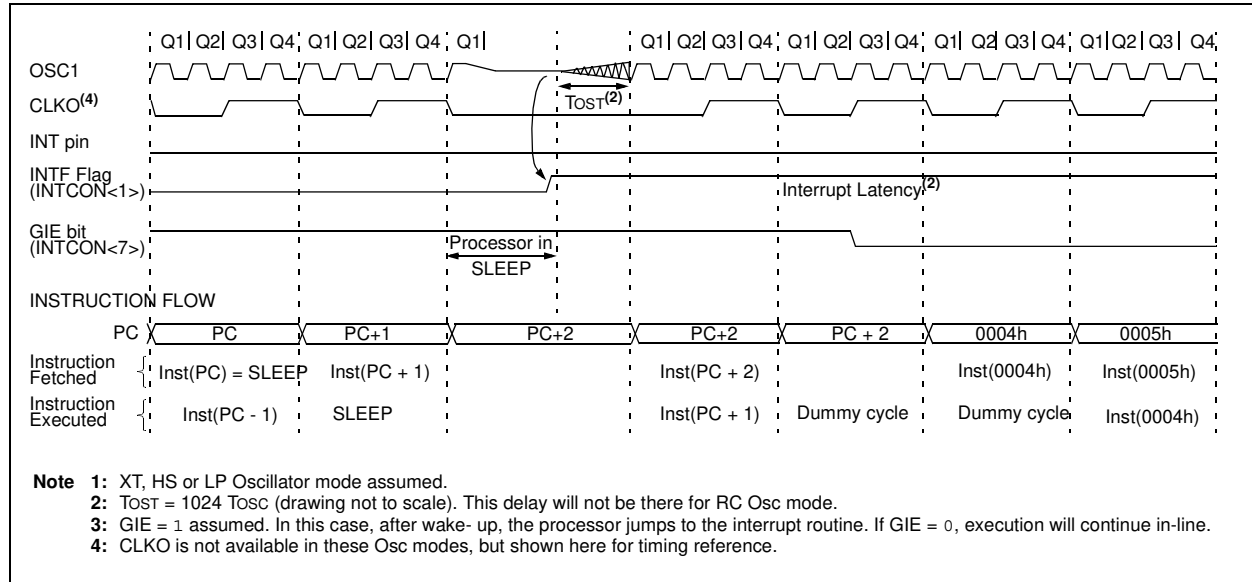 Q1 Q2 Q3 Q4 Q1 Q2 Q3 Q4 Q1 Q1 Q2 Q3 Q4 Q1 Q2 Q3 Q4 Q1 Q2 Q3 Q4 Q1 Q2 Q3 Q4
OSC1
CLKO(4)
TOST(2)
INT pin
INTF Flag
(INTCON<1>)
Interrupt Latency(2)
GIE bit
(INTCON<7>)
Processor in
SLEEP
INSTRUCTION FLOW
PC PC PC+1 PC+2 PC+2 PC + 2 0004h 0005h
Instruction
Fetched
Inst(PC) = SLEEP Inst(PC + 1) Inst(PC + 2) Inst(0004h) Inst(0005h)
Instruction
Executed
Inst(PC - 1) SLEEP Inst(PC + 1) Dummy cycle Dummy cycle Inst(0004h)
Note 1: XT, HS or LP Oscillator mode assumed.
2: TOST = 1024 TOSC (drawing not to scale). This delay will not be there for RC Osc mode.
3: GIE = 1 assumed. In this case, after wake- up, the processor jumps to the interrupt routine. If GIE = 0, execution will continue in-line.
4: CLKO is not available in these Osc modes, but shown here for timing reference.